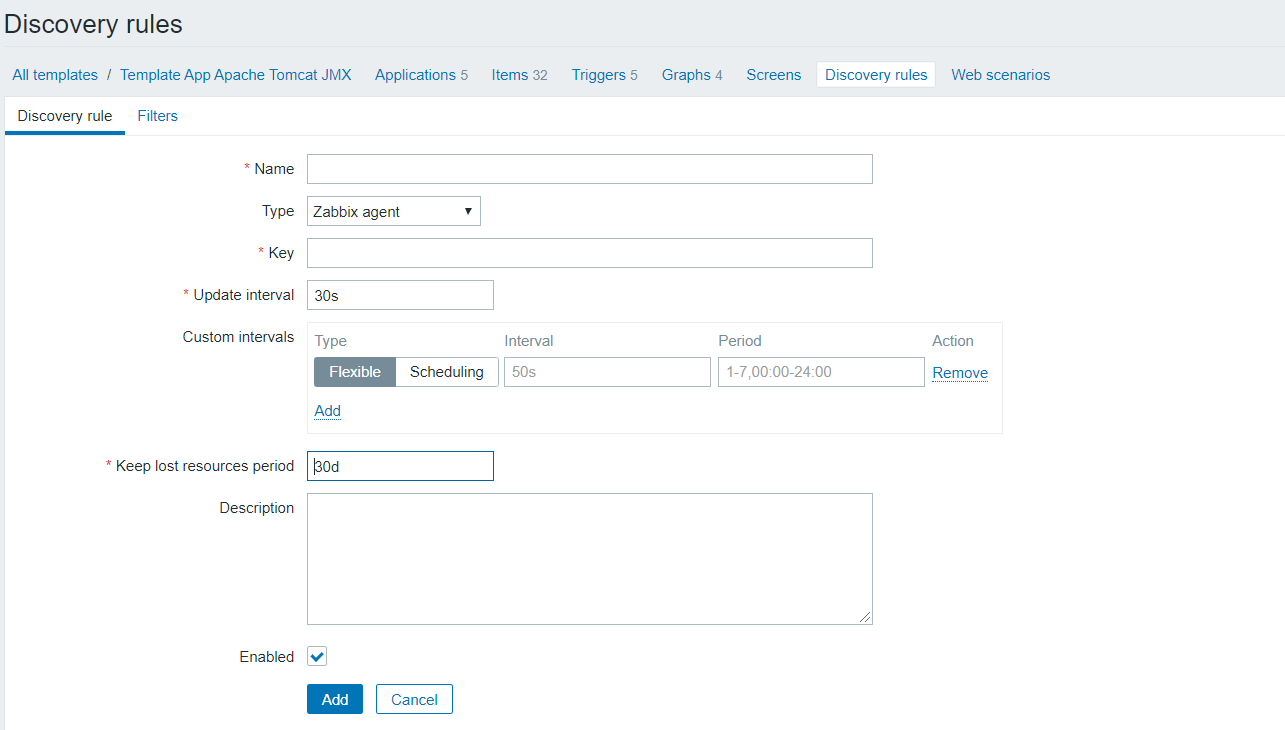 Discovery rules
All templates / Template App Apache Tomcat JMX Applications 5 Items 32 Triggers 5 Graphs 4 Screens Discovery rules Web scenarios
Discovery rule Filters
* Name
Type Zabbix agent
* Key
* Update interval 30s
Custom intervals Type Interval Period Action
Flexible Scheduling 50s 1-7,00:00-24:00 Remove
Add
* Keep lost resources period 30d
Description
Enabled
Add Cancel